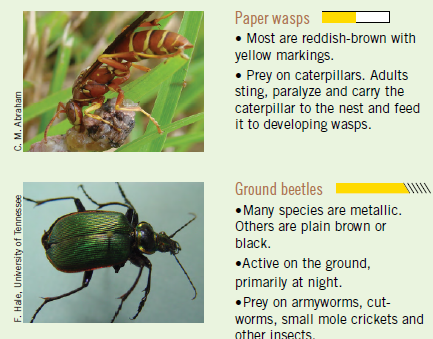 C. M. Abraham
Paper wasps
• Most are reddish-brown with
yellow markings.
• Prey on caterpillars. Adults
sting, paralyze and carry the
caterpillar to the nest and feed
it to developing wasps.
F. Hale, University of Tennessee
Ground beetles
•Many species are metallic.
Others are plain brown or
black.
•Active on the ground,
primarily at night.
•Prey on armyworms, cut-
worms, small mole crickets and
other insects.